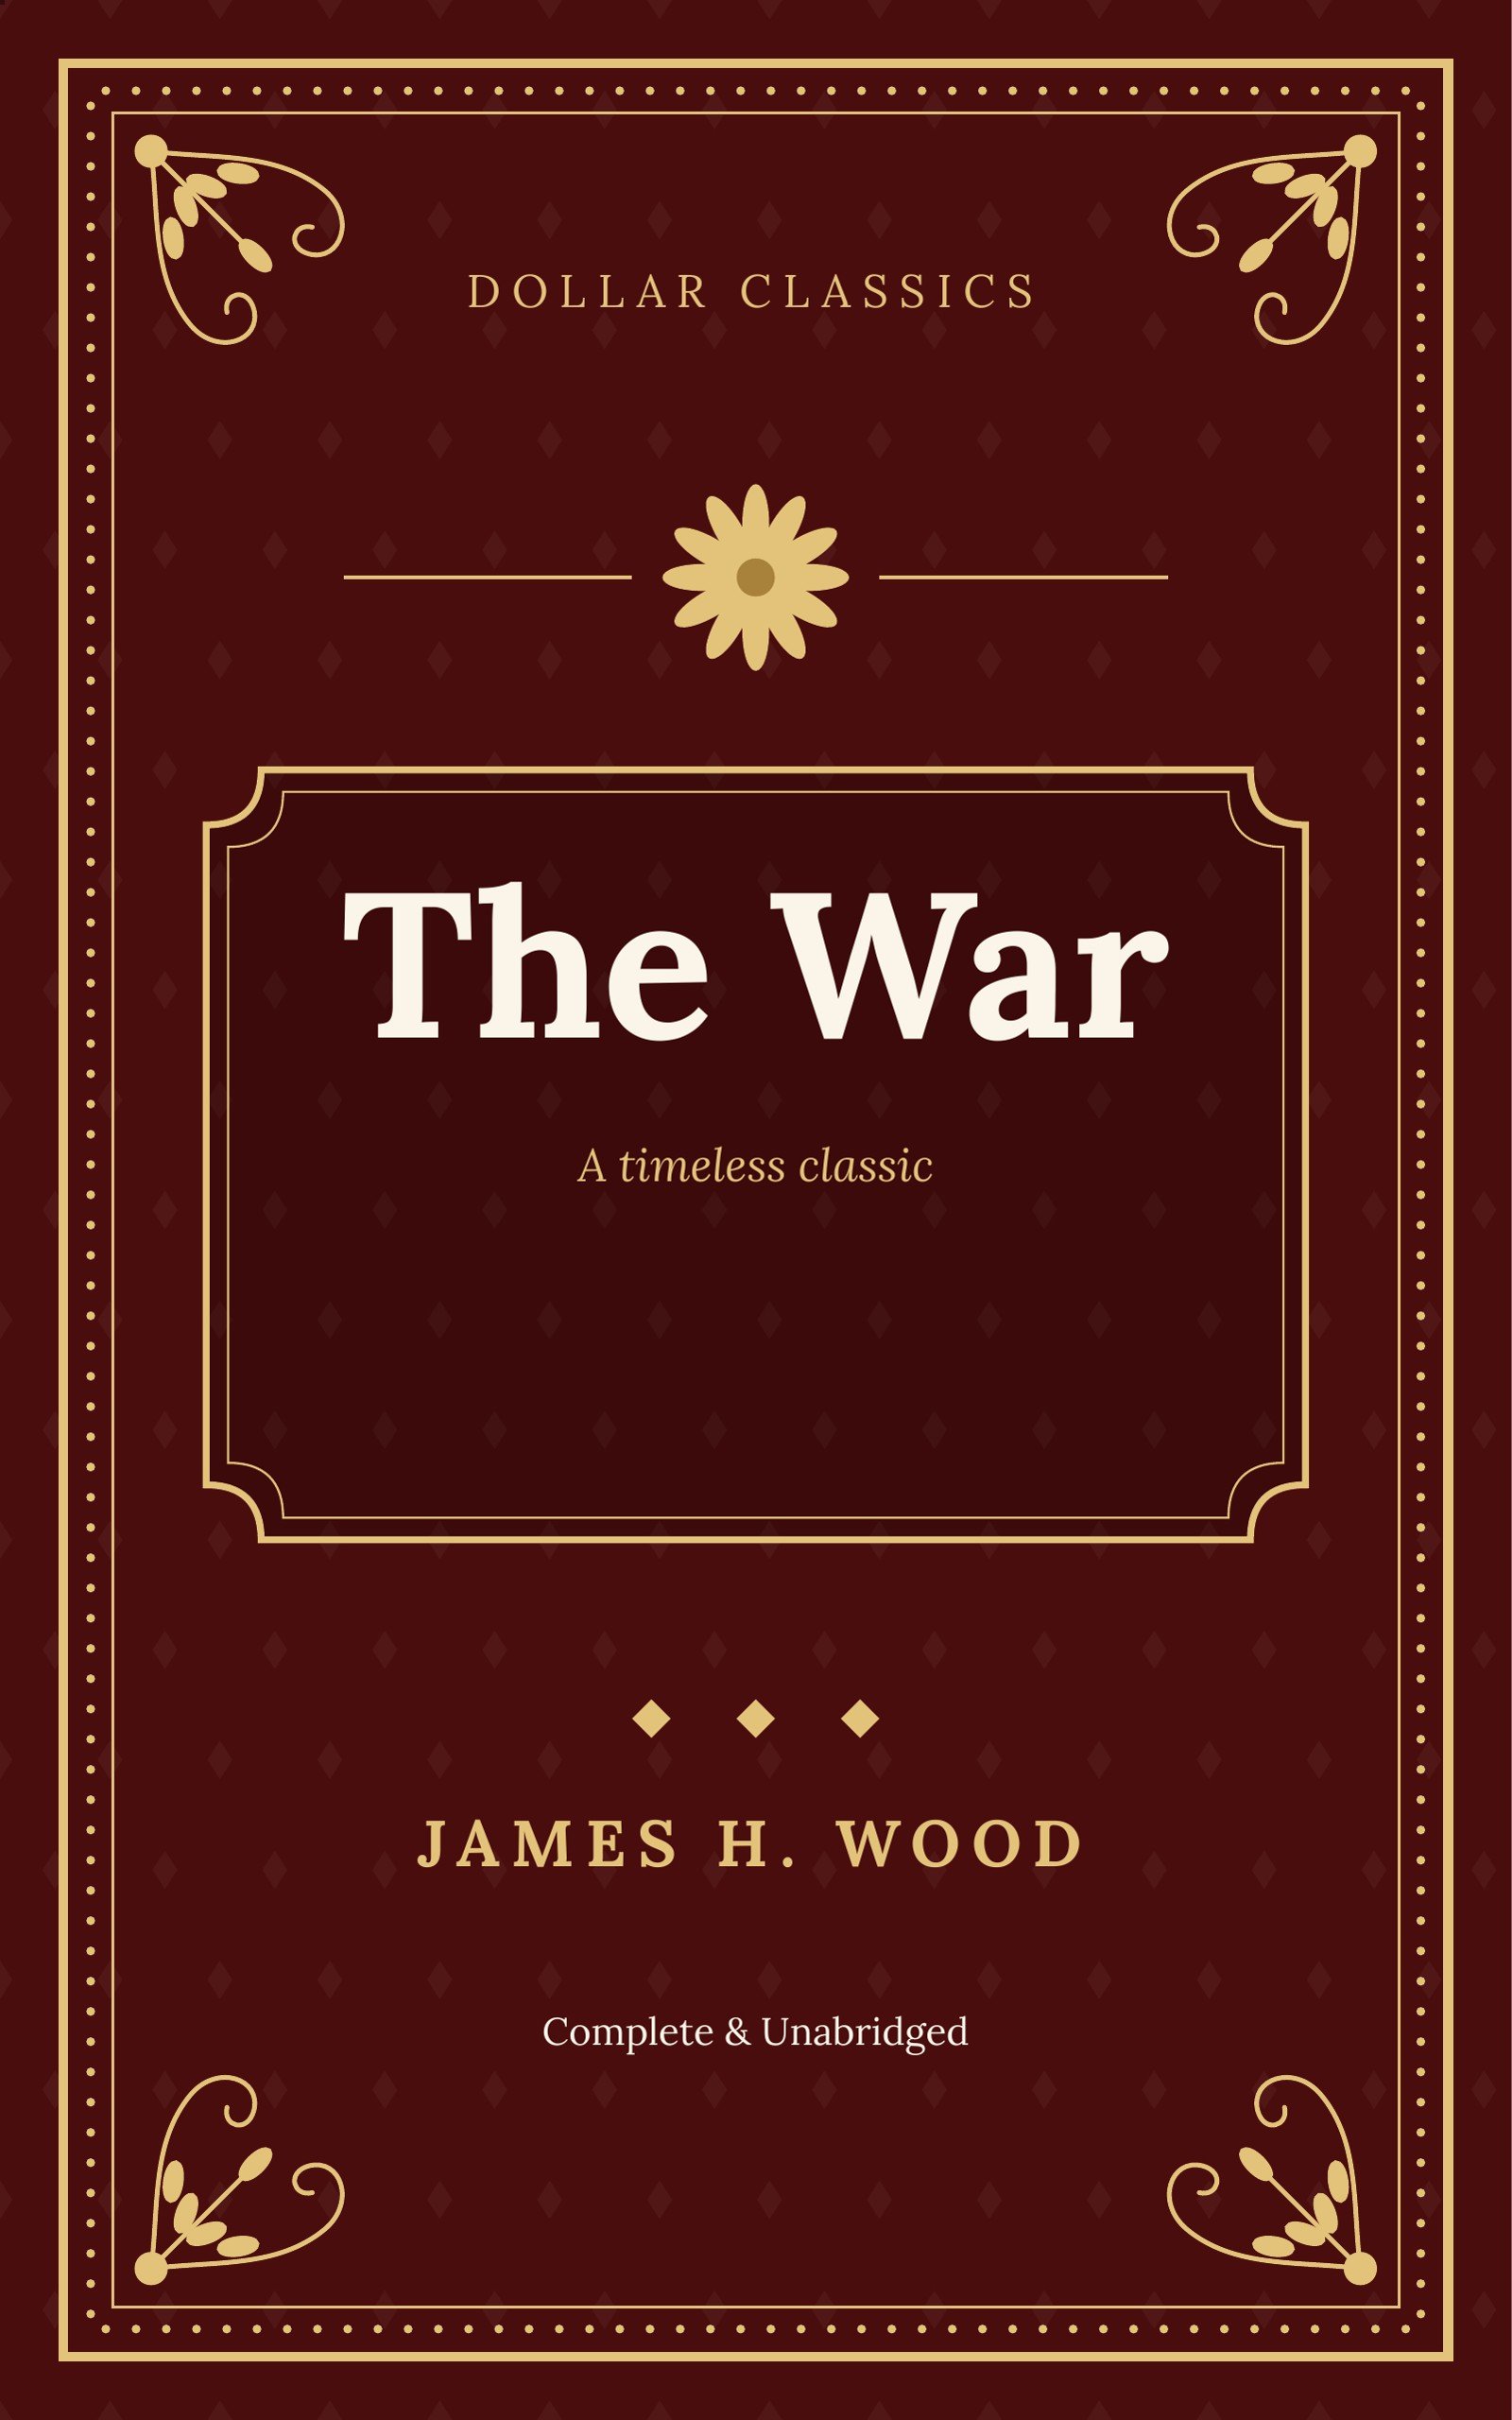 DOLLAR CLASSICS
The War
A timeless classic
JAMES H. WOOD
Complete & Unabridged